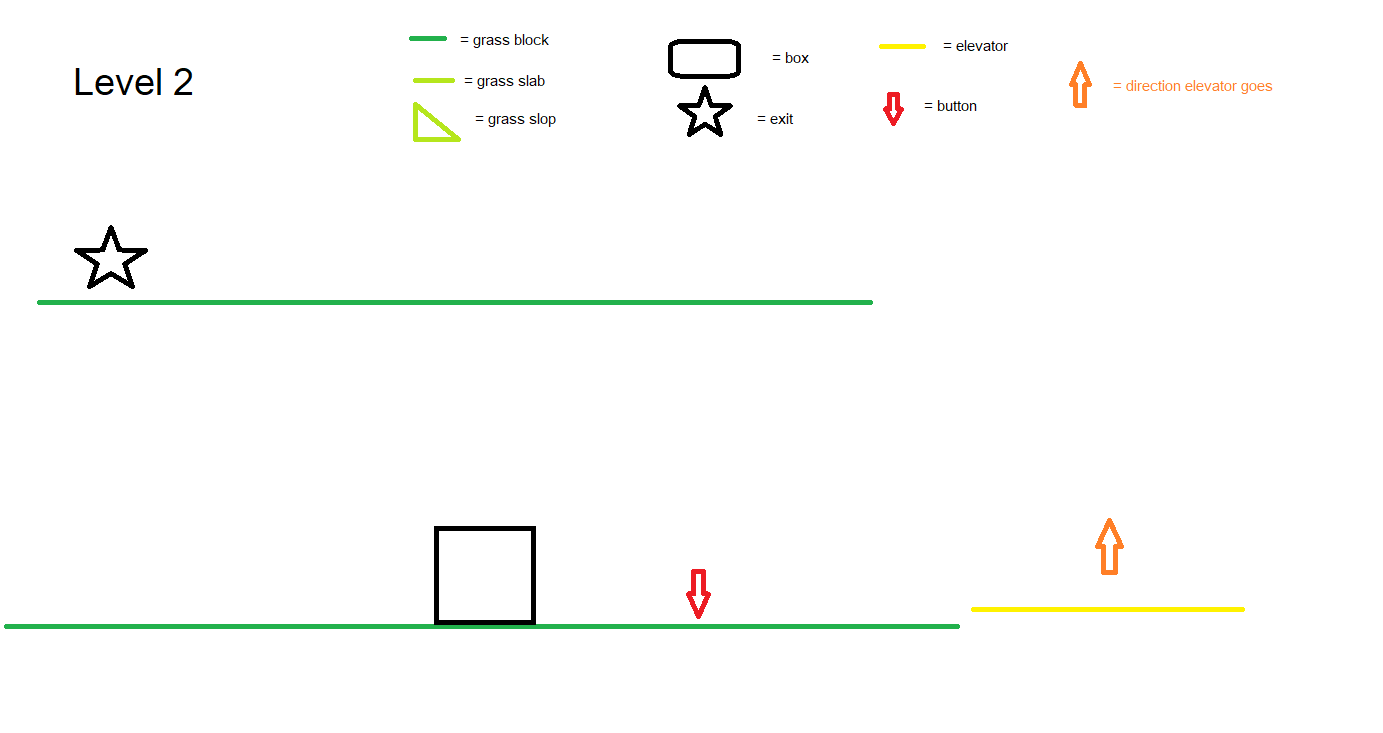 Level 2
= grass block
= grass slab
= grass slop
= box
= exit
= elevator
= button
= direction elevator goes